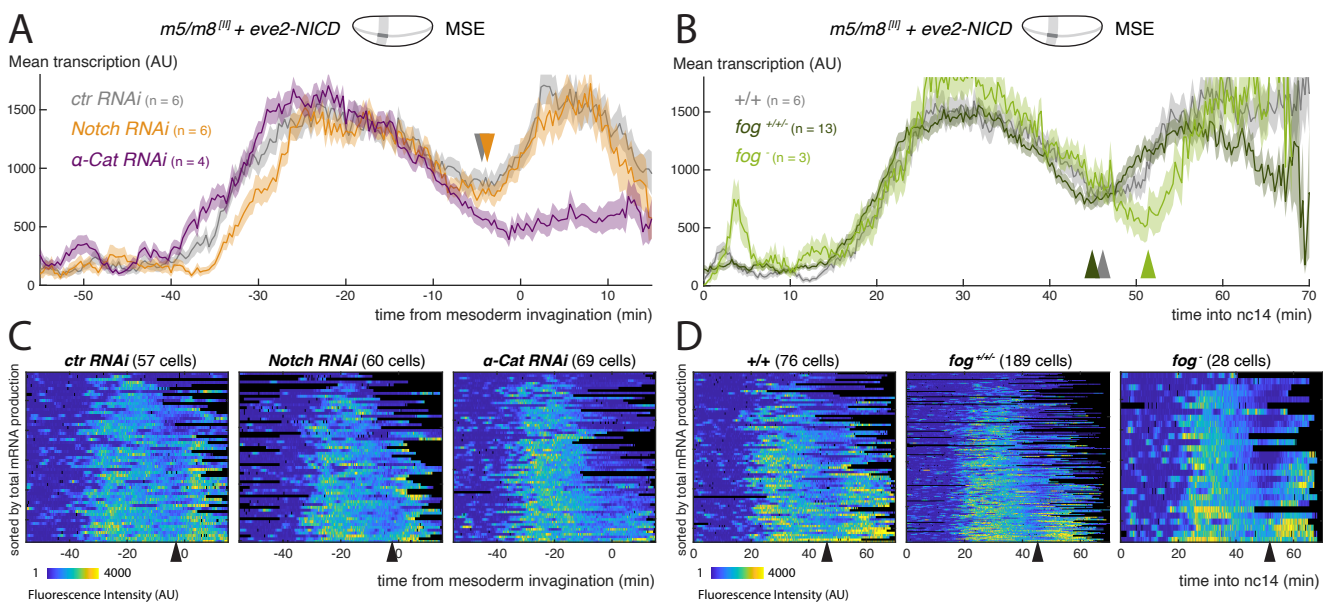 A
m5/m8 [II] + eve2-NICD MSE
Mean transcription (AU)
1500
1000
500
0
ctr RNAi (n = 6)
Notch RNAi (n = 6)
α-Cat RNAi (n = 4)
-50 -40 -30 -20 -10 0 10
time from mesoderm invagination (min)
B
m5/m8 [II] + eve2-NICD MSE
Mean transcription (AU)
1500
1000
500
0
+/+ (n = 6)
fog +/+/- (n = 13)
fog - (n = 3)
0 10 20 30 40 50 60 70
time into nc14 (min)
C
sorted by total mRNA production
ctr RNAi (57 cells) Notch RNAi (60 cells) α-Cat RNAi (69 cells)
-40 -20 0 -40 -20 0 -40 -20 0
1 4000
Fluorescence Intensity (AU)
time from mesoderm invagination (min)
D
sorted by total mRNA production
+/+ (76 cells) fog +/+/- (189 cells) fog - (28 cells)
0 20 40 60 0 20 40 60 0 20 40 60
1 4000
Fluorescence Intensity (AU)
time into nc14 (min)